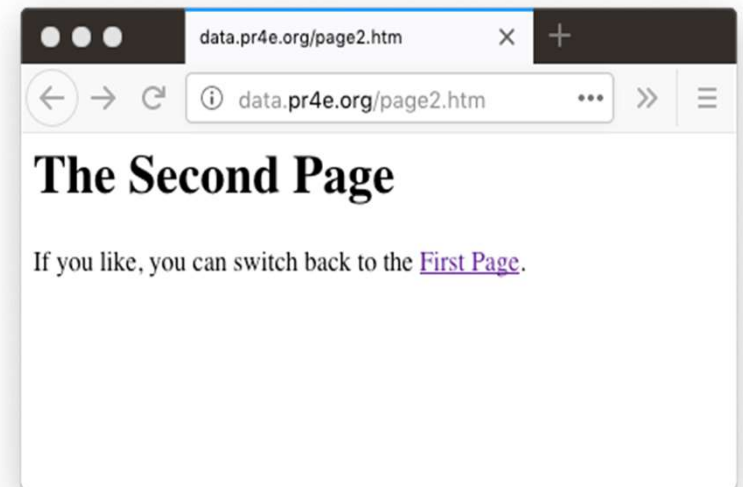 data.pr4e.org/page2.htm
data.pr4e.org/page2.htm
The Second Page
If you like, you can switch back to the First Page.